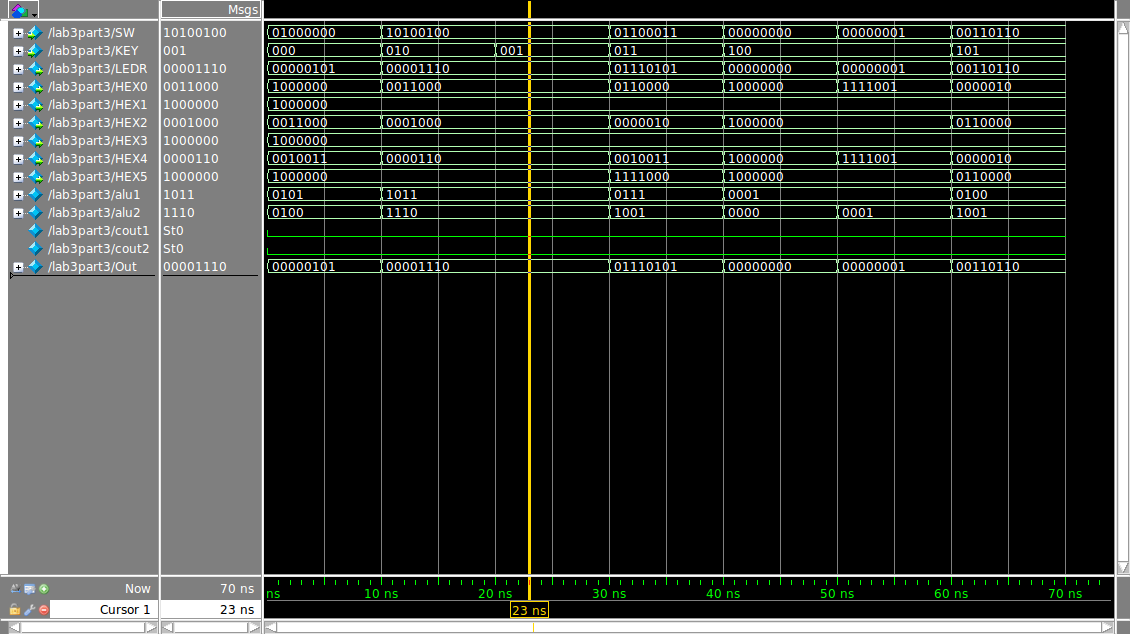 Msgs
/lab3part3/SW 10100100 01000000 10100100 01100011 00000000 00000001 00110110
/lab3part3/KEY 001 000 010 001 011 100 101
/lab3part3/LEDR 00001110 00000101 00001110 01110101 00000000 00000001 00110110
/lab3part3/HEX0 0011000 1000000 0011000 0110000 1000000 1111001 0000010
/lab3part3/HEX1 1000000 1000000
/lab3part3/HEX2 0001000 0011000 0001000 0000010 1000000 0110000
/lab3part3/HEX3 1000000 1000000
/lab3part3/HEX4 0000110 0010011 0000110 0010011 1000000 1111001 0000010
/lab3part3/HEX5 1000000 1000000 1111000 1000000 0110000
/lab3part3/alu1 1011 0101 1011 0111 0001 0100
/lab3part3/alu2 1110 0100 1110 1001 0000 0001 1001
/lab3part3/cout1 St0
/lab3part3/cout2 St0
/lab3part3/Out 00001110 00000101 00001110 01110101 00000000 00000001 00110110
Now 70 ns ns 10 ns 20 ns 30 ns 40 ns 50 ns 60 ns 70 ns
Cursor 1 23 ns 23 ns